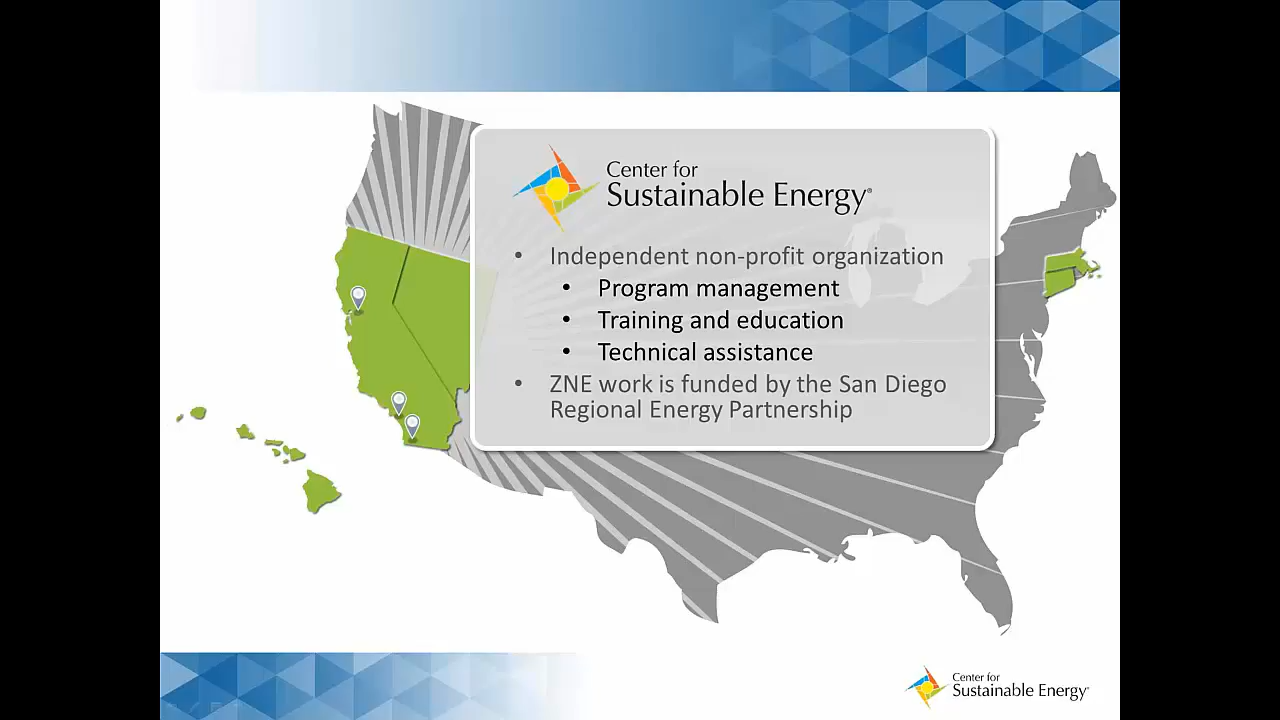 Center for
Sustainable Energy®
• Independent non-profit organization
• Program management
• Training and education
• Technical assistance
• ZNE work is funded by the San Diego
Regional Energy Partnership
Center for
Sustainable Energy®